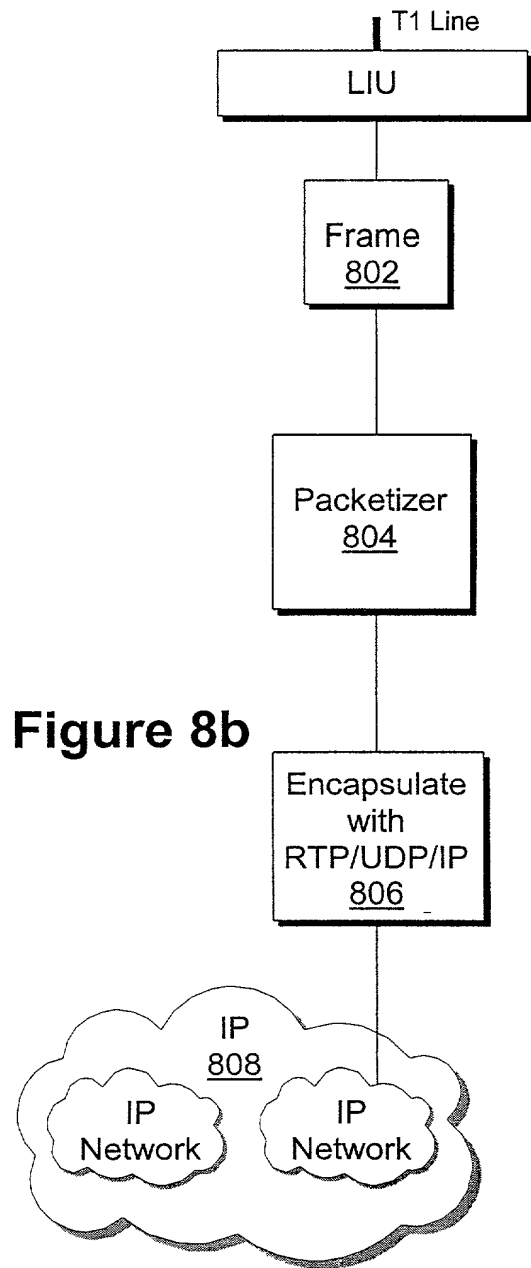 T1 Line
LIU
Frame
802
Packetizer
804
Figure 8b
Encapsulate
with
RTP/UDP/IP
806
IP
808
IP
Network
IP
Network